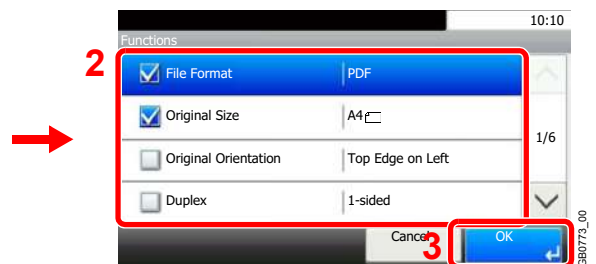 10:10
Functions
2
File Format PDF
Original Size A4
1/6
Original Orientation Top Edge on Left
Duplex 1-sided
Cancel 3 OK
GB0773_00